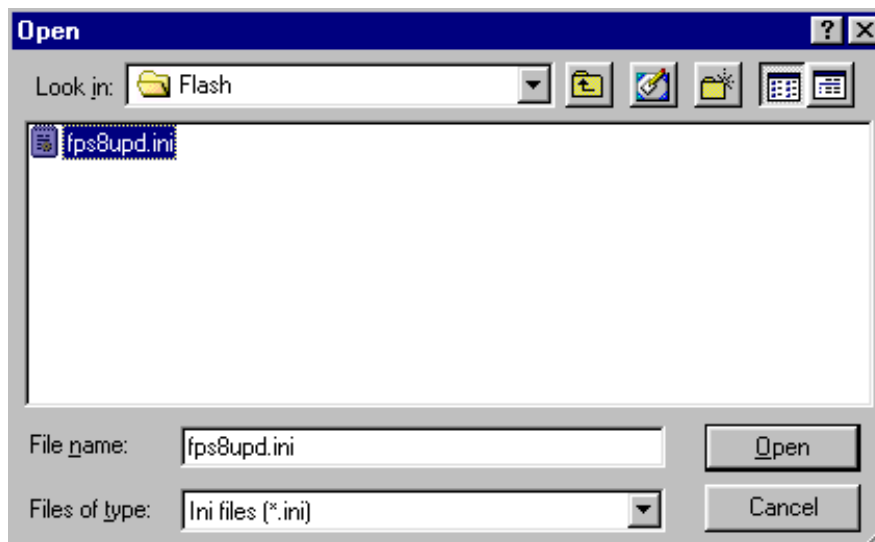 Open
Look in: Flash
fps8upd.ini
File name: fps8upd.ini Open
Files of type: Ini files (*.ini) Cancel